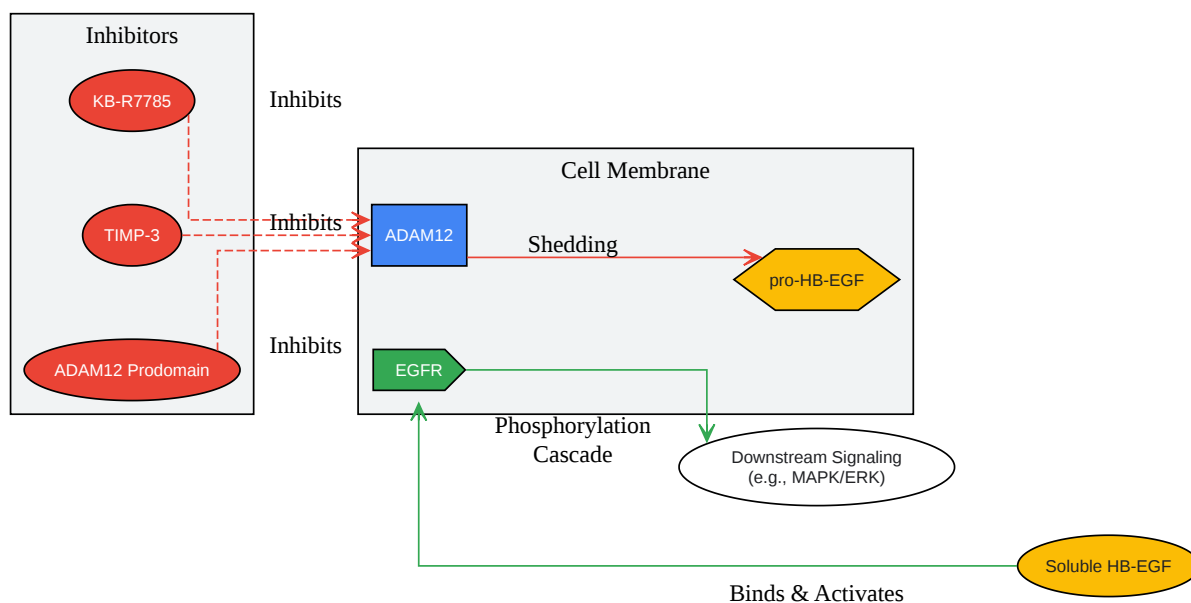 Inhibitors
KB-R7785
Inhibits
Cell Membrane
TIMP-3
Inhibits
ADAM12
Shedding
pro-HB-EGF
ADAM12 Prodomain
Inhibits
EGFR
Phosphorylation
Cascade
Downstream Signaling
(e.g., MAPK/ERK)
Soluble HB-EGF
Binds & Activates